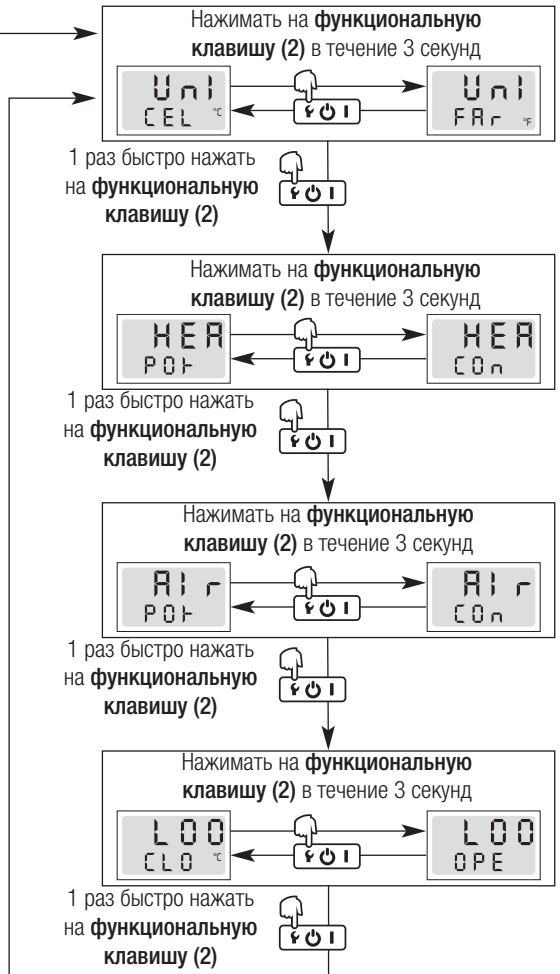 Нажимать на функциональную
клавишу (2) в течение 3 секунд
Uni Uni
CEL °C FAr °F
1 раз быстро нажать
на функциональную
клавишу (2)
Нажимать на функциональную
клавишу (2) в течение 3 секунд
HEA HEA
POt COn
1 раз быстро нажать
на функциональную
клавишу (2)
Нажимать на функциональную
клавишу (2) в течение 3 секунд
AIr AIr
POt COn
1 раз быстро нажать
на функциональную
клавишу (2)
Нажимать на функциональную
клавишу (2) в течение 3 секунд
LOO LOO
CLO °C OPE
1 раз быстро нажать
на функциональную
клавишу (2)